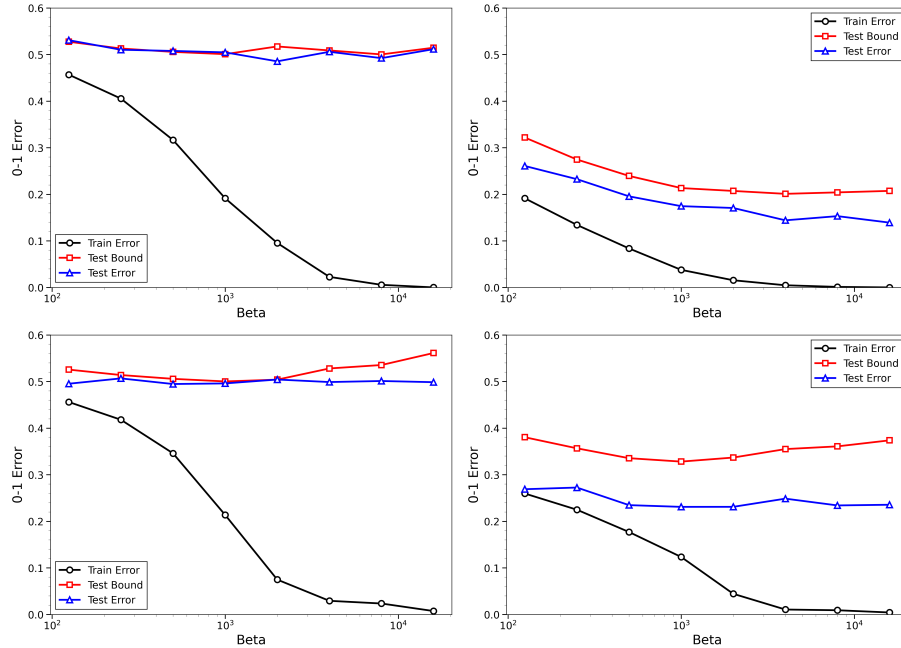 0.6
0.5
0.4
0.3
0.2
0.1
0.0
0-1 Error
Train Error
Test Bound
Test Error
10²
10³
10⁴
Beta
0.6
0.5
0.4
0.3
0.2
0.1
0.0
0-1 Error
Train Error
Test Bound
Test Error
10²
10³
10⁴
Beta
0.6
0.5
0.4
0.3
0.2
0.1
0.0
0-1 Error
Train Error
Test Bound
Test Error
10²
10³
10⁴
Beta
0.6
0.5
0.4
0.3
0.2
0.1
0.0
0-1 Error
Train Error
Test Bound
Test Error
10²
10³
10⁴
Beta